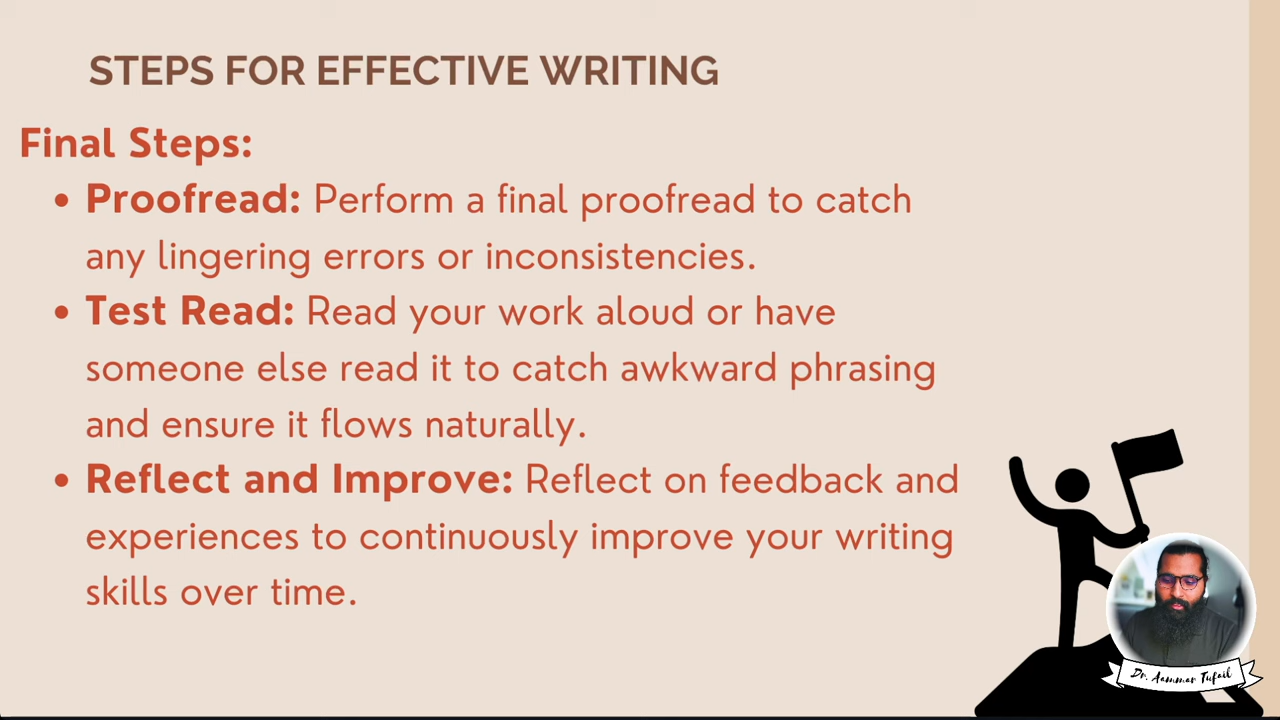 STEPS FOR EFFECTIVE WRITING
Final Steps:
• Proofread: Perform a final proofread to catch
any lingering errors or inconsistencies.
• Test Read: Read your work aloud or have
someone else read it to catch awkward phrasing
and ensure it flows naturally.
• Reflect and Improve: Reflect on feedback and
experiences to continuously improve your writing
skills over time.
Dr. Aammar Tufail